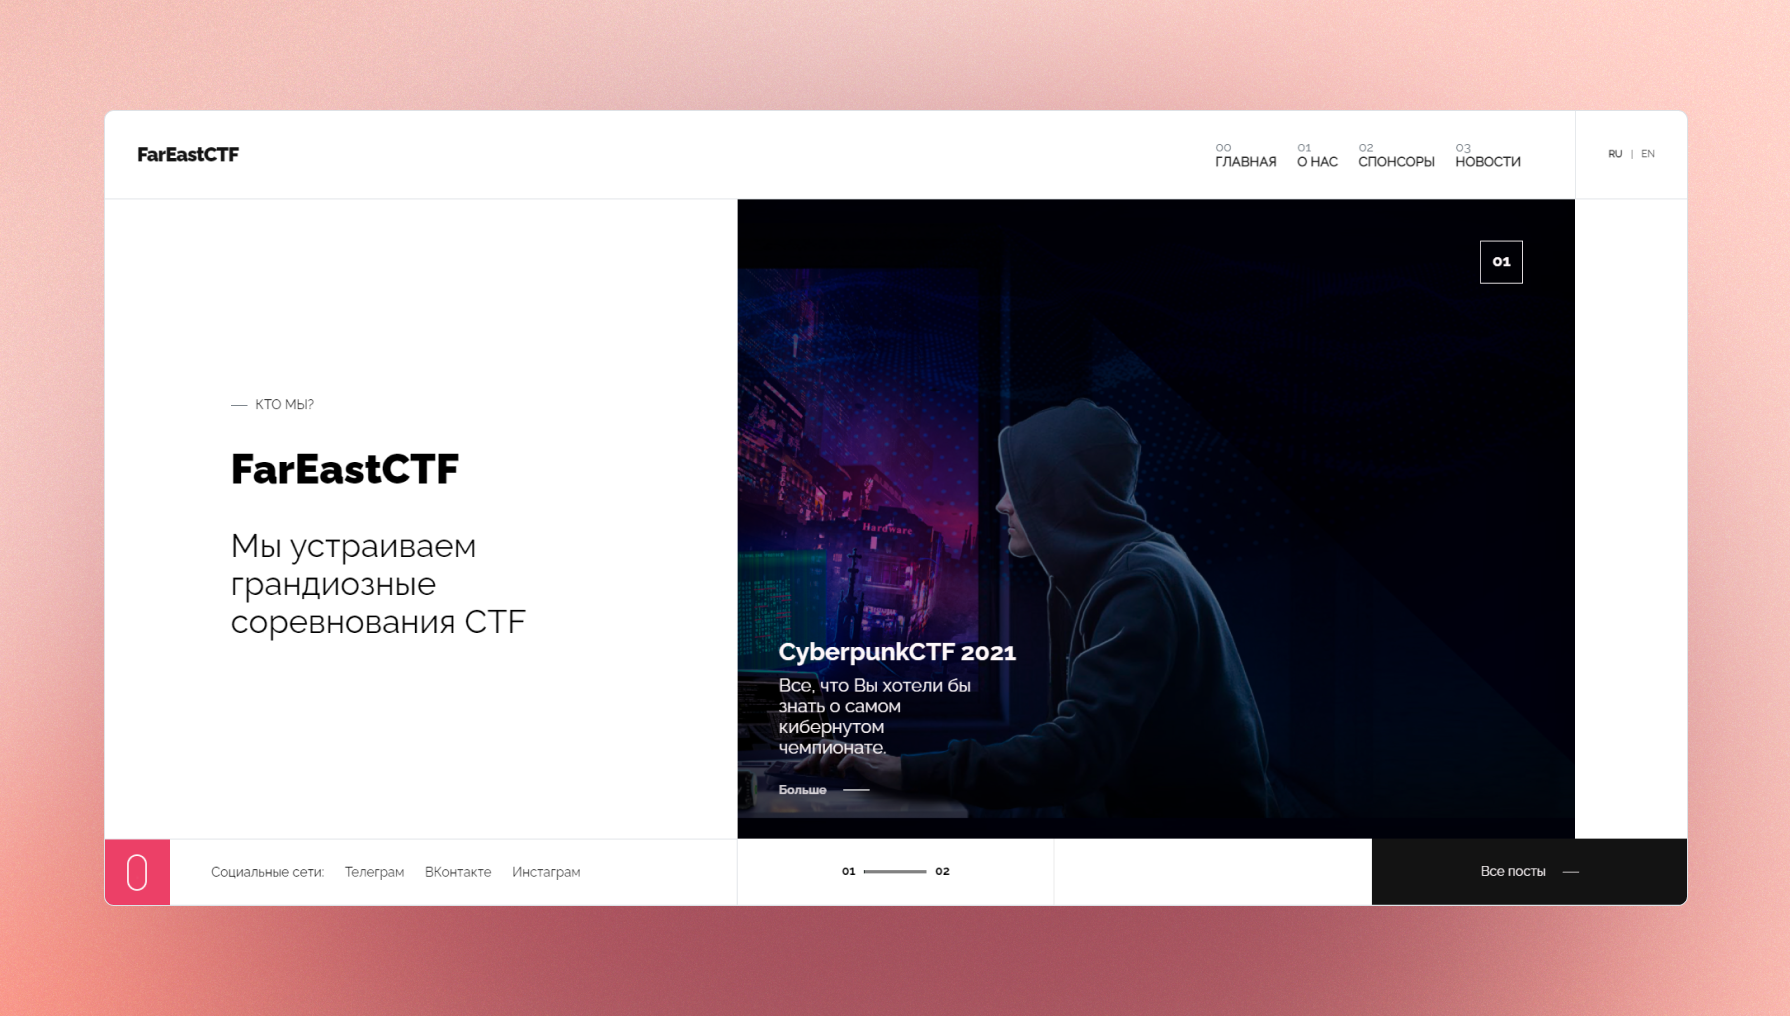 FarEastCTF
00 01 02 03
ГЛАВНАЯ О НАС СПОНСОРЫ НОВОСТИ
RU | EN
01
КТО МЫ?
FarEastCTF
Мы устраиваем
грандиозные
соревнования CTF
Hardware
CyberpunkCTF 2021
Все, что Вы хотели бы
знать о самом
кибернутом
чемпионате.
Больше
Социальные сети: Телеграм ВКонтакте Инстаграм
01 02
Все посты